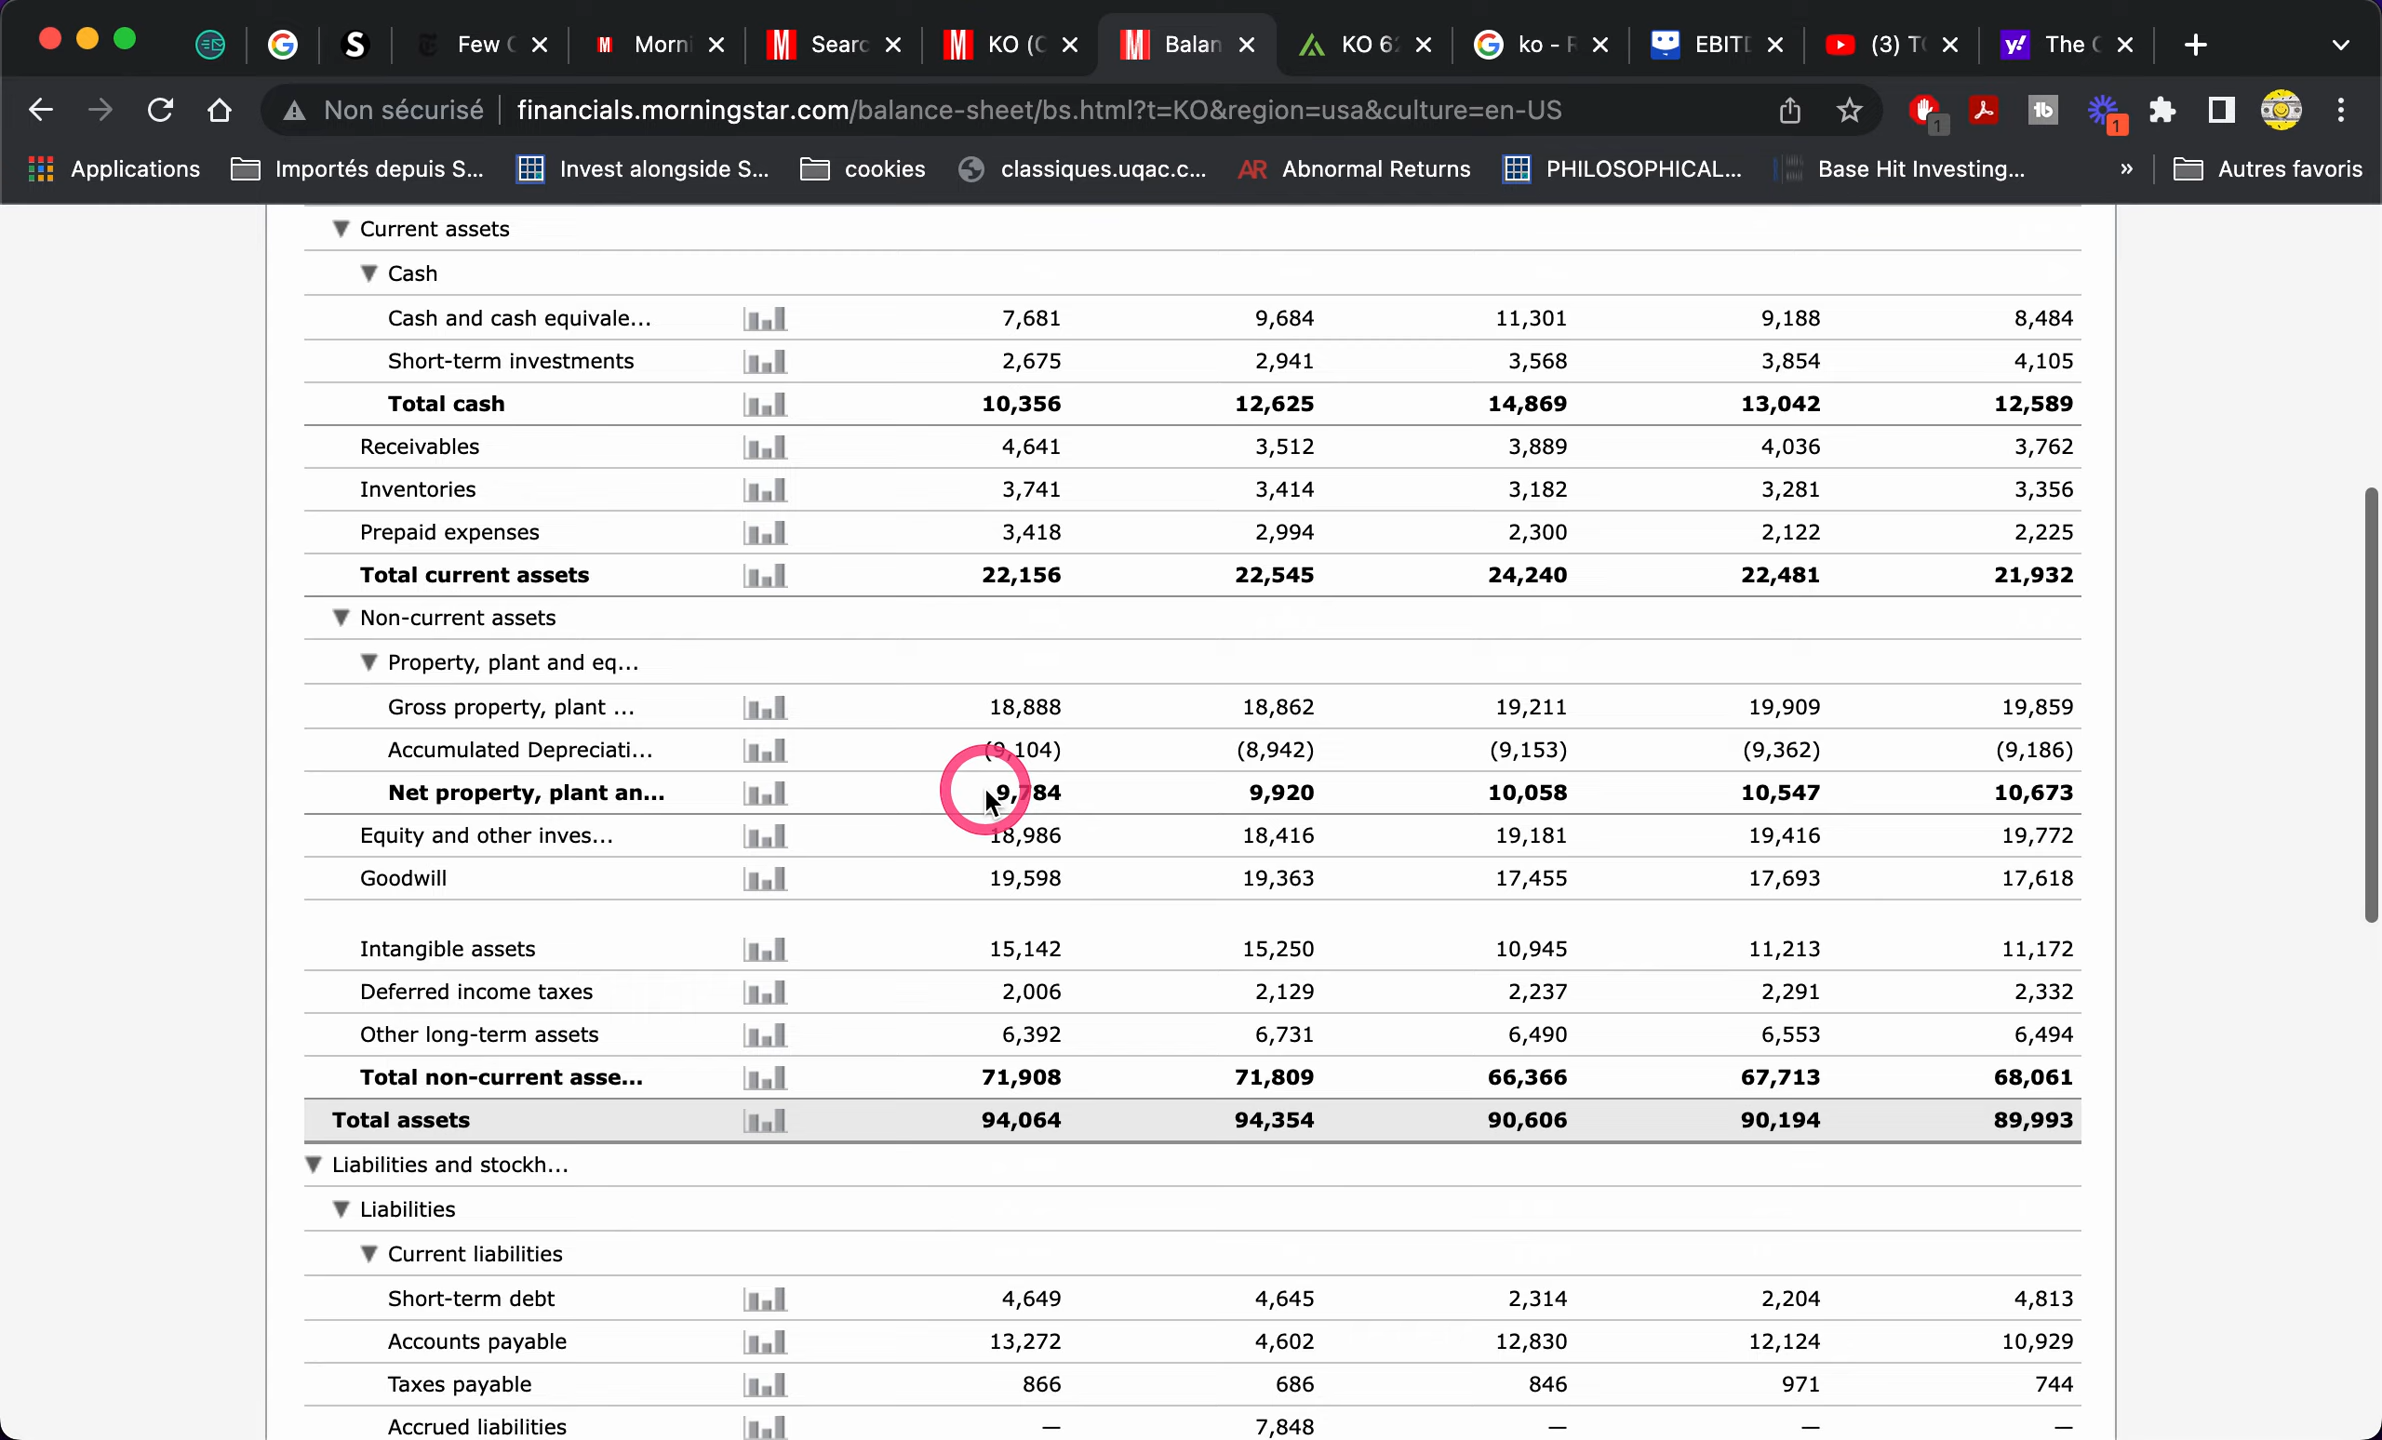 Few
Morni
Searc
KO (C
Balan
KO 6
ko - F
EBIT
(3) T
The C
Non sécurisé
financials.morningstar.com/balance-sheet/bs.html?t=KO&region=usa&culture=en-US
1
1
Applications
Importés depuis S...
Invest alongside S...
cookies
classiques.uqac.c...
AR Abnormal Returns
PHILOSOPHICAL...
Base Hit Investing...
»
Autres favoris
Current assets
Cash
Cash and cash equivale... 7,681 9,684 11,301 9,188 8,484
Short-term investments 2,675 2,941 3,568 3,854 4,105
Total cash 10,356 12,625 14,869 13,042 12,589
Receivables 4,641 3,512 3,889 4,036 3,762
Inventories 3,741 3,414 3,182 3,281 3,356
Prepaid expenses 3,418 2,994 2,300 2,122 2,225
Total current assets 22,156 22,545 24,240 22,481 21,932
Non-current assets
Property, plant and eq...
Gross property, plant ... 18,888 18,862 19,211 19,909 19,859
Accumulated Depreciati... (9,104) (8,942) (9,153) (9,362) (9,186)
Net property, plant an... 9,784 9,920 10,058 10,547 10,673
Equity and other inves... 18,986 18,416 19,181 19,416 19,772
Goodwill 19,598 19,363 17,455 17,693 17,618
Intangible assets 15,142 15,250 10,945 11,213 11,172
Deferred income taxes 2,006 2,129 2,237 2,291 2,332
Other long-term assets 6,392 6,731 6,490 6,553 6,494
Total non-current asse... 71,908 71,809 66,366 67,713 68,061
Total assets 94,064 94,354 90,606 90,194 89,993
Liabilities and stockh...
Liabilities
Current liabilities
Short-term debt 4,649 4,645 2,314 2,204 4,813
Accounts payable 13,272 4,602 12,830 12,124 10,929
Taxes payable 866 686 846 971 744
Accrued liabilities — 7,848 — — —